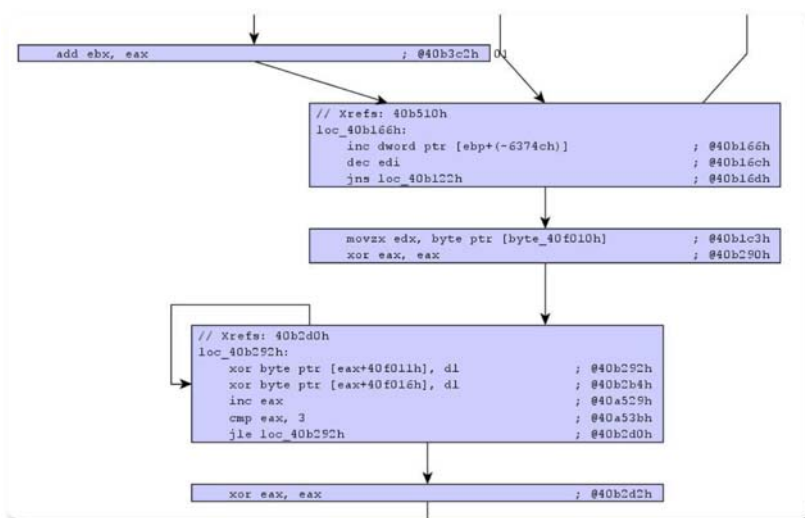 add ebx, eax ; @40b3c2h 01
// Xrefs: 40b510h
loc_40b166h:
inc dword ptr [ebp+(-6374ch)] ; @40b166h
dec edi ; @40b16ch
jns loc_40b122h ; @40b16dh
movzx edx, byte ptr [byte_40f010h] ; @40b1c3h
xor eax, eax ; @40b290h
// Xrefs: 40b2d0h
loc_40b292h:
xor byte ptr [eax+40f011h], dl ; @40b292h
xor byte ptr [eax+40f016h], dl ; @40b2b4h
inc eax ; @40a529h
cmp eax, 3 ; @40a53bh
jle loc_40b292h ; @40b2d0h
xor eax, eax ; @40b2d2h